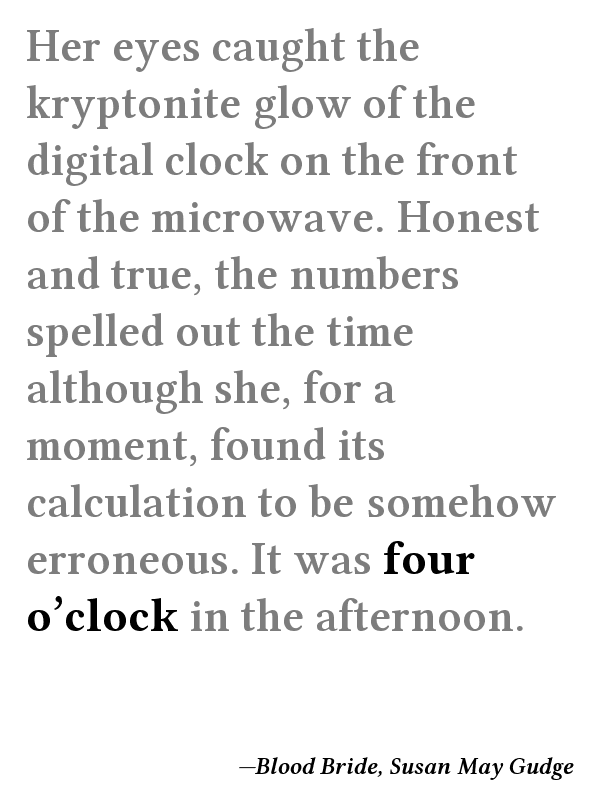 Her eyes caught the
kryptonite glow of the
digital clock on the front
of the microwave. Honest
and true, the numbers
spelled out the time
although she, for a
moment, found its
calculation to be somehow
erroneous. It was four
o’clock in the afternoon.
—Blood Bride, Susan May Gudge